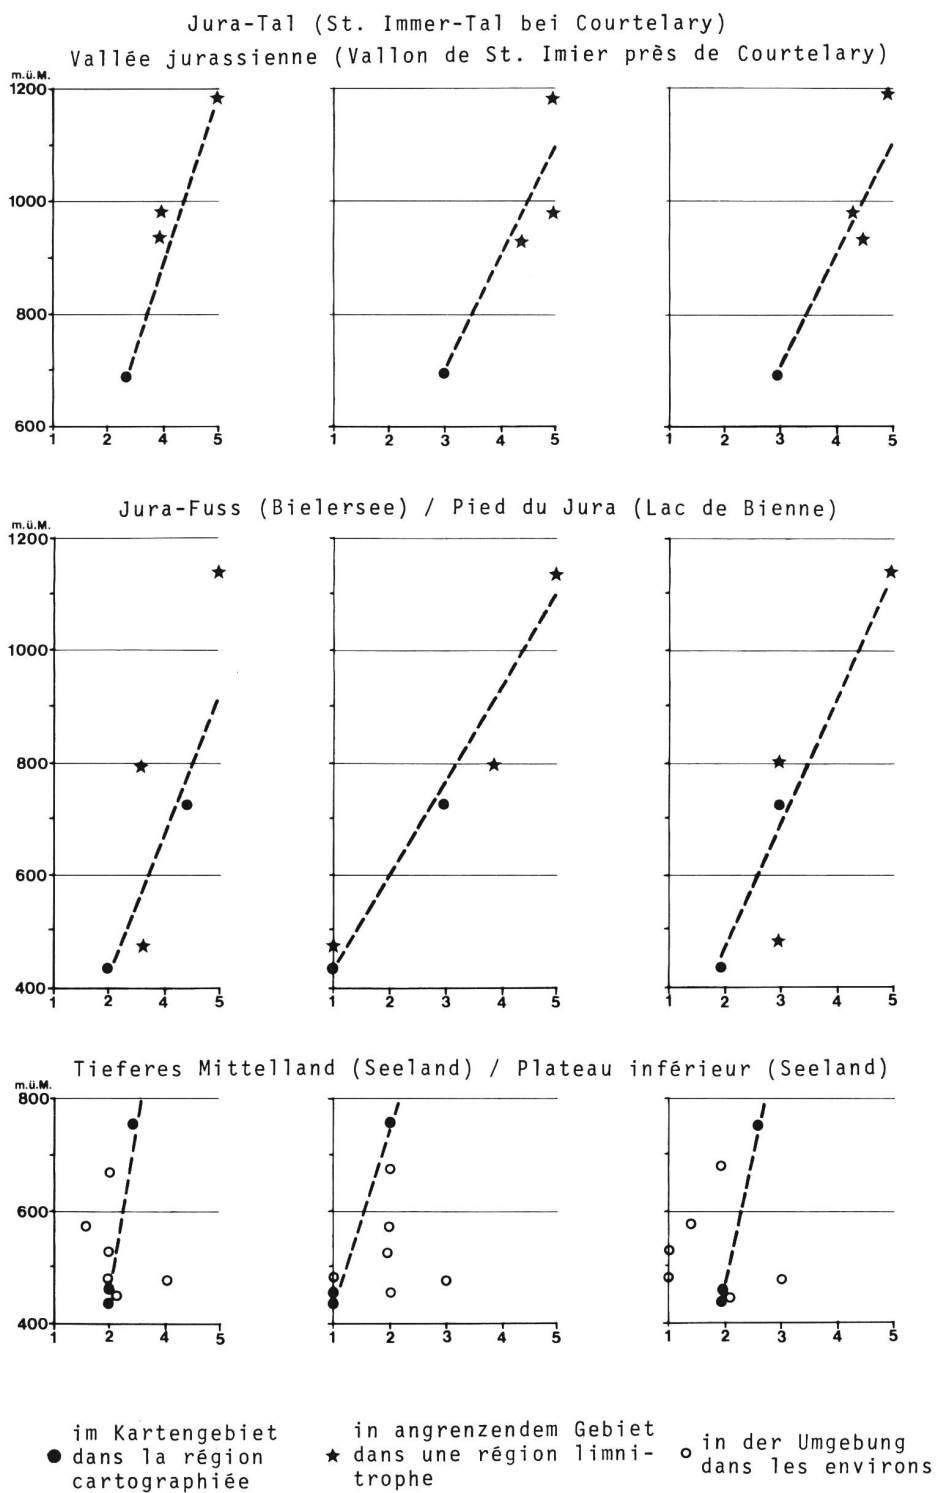 Jura-Tal (St. Immer-Tal bei Courtelary)
Vallée jurassienne (Vallon de St. Imier près de Courtelary)
m.ü.M.
1200
1000
800
600
1 2 4 5
1 2 3 4 5
1 2 3 4 5
Jura-Fuss (Bielersee) / Pied du Jura (Lac de Bienne)
m.ü.M.
1200
1000
800
600
400
1 2 4 5
1 2 3 4 5
1 2 3 4 5
Tieferes Mittelland (Seeland) / Plateau inférieur (Seeland)
m.ü.M.
800
600
400
1 2 4 5
1 2 3 4 5
1 2 3 4 5
im Kartengebiet
dans la région
cartographiée
in angrenzendem Gebiet
dans une région limni-
trophe
in der Umgebung
dans les environs